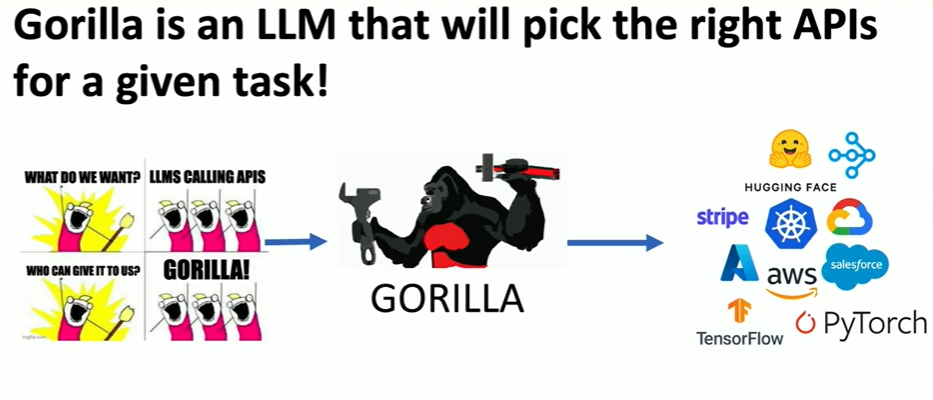 Gorilla is an LLM that will pick the right APIs
for a given task!
WHAT DO WE WANT?
LLMS CALLING APIS
WHO CAN GIVE IT TO US?
GORILLA!
imgflip.com
GORILLA
HUGGING FACE
stripe
salesforce
aws
TensorFlow
PyTorch